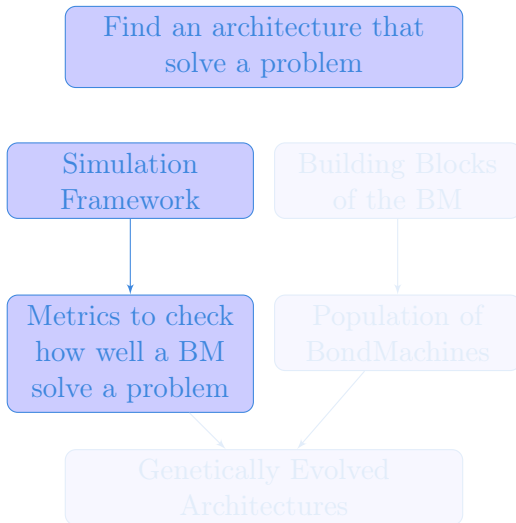 Find an architecture that
solve a problem
Simulation
Framework
Building Blocks
of the BM
Metrics to check
how well a BM
solve a problem
Population of
BondMachines
Genetically Evolved
Architectures